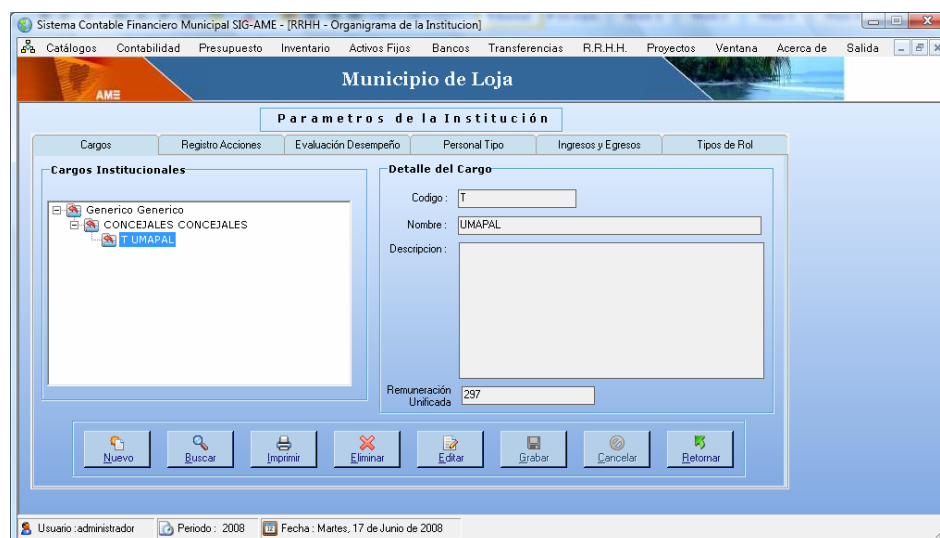 Sistema Contable Financiero Municipal SIG-AME - [RRHH - Organigrama de la Institucion]
Catálogos Contabilidad Presupuesto Inventario Activos Fijos Bancos Transferencias R.R.H.H. Proyectos Ventana Acerca de Salida
AME
Municipio de Loja
Parametros de la Institución
Cargos Registro Acciones Evaluación Desempeño Personal Tipo Ingresos y Egresos Tipos de Rol
Cargos Institucionales
Generico Generico
CONCEJALES CONCEJALES
T UMAPAL
Detalle del Cargo
Codigo : T
Nombre : UMAPAL
Descripcion :
Remuneración
Unificada 297
Nuevo Buscar Imprimir Eliminar Editar Grabar Cancelar Retornar
Usuario :administrador Periodo : 2008 12 Fecha : Martes, 17 de Junio de 2008